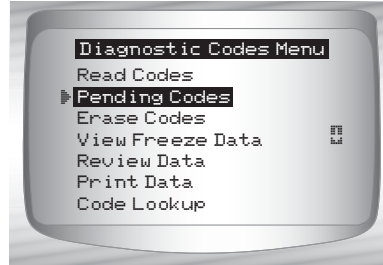 Diagnostic Codes Menu
Read Codes
Pending Codes
Erase Codes
View Freeze Data
Review Data
Print Data
Code Lookup